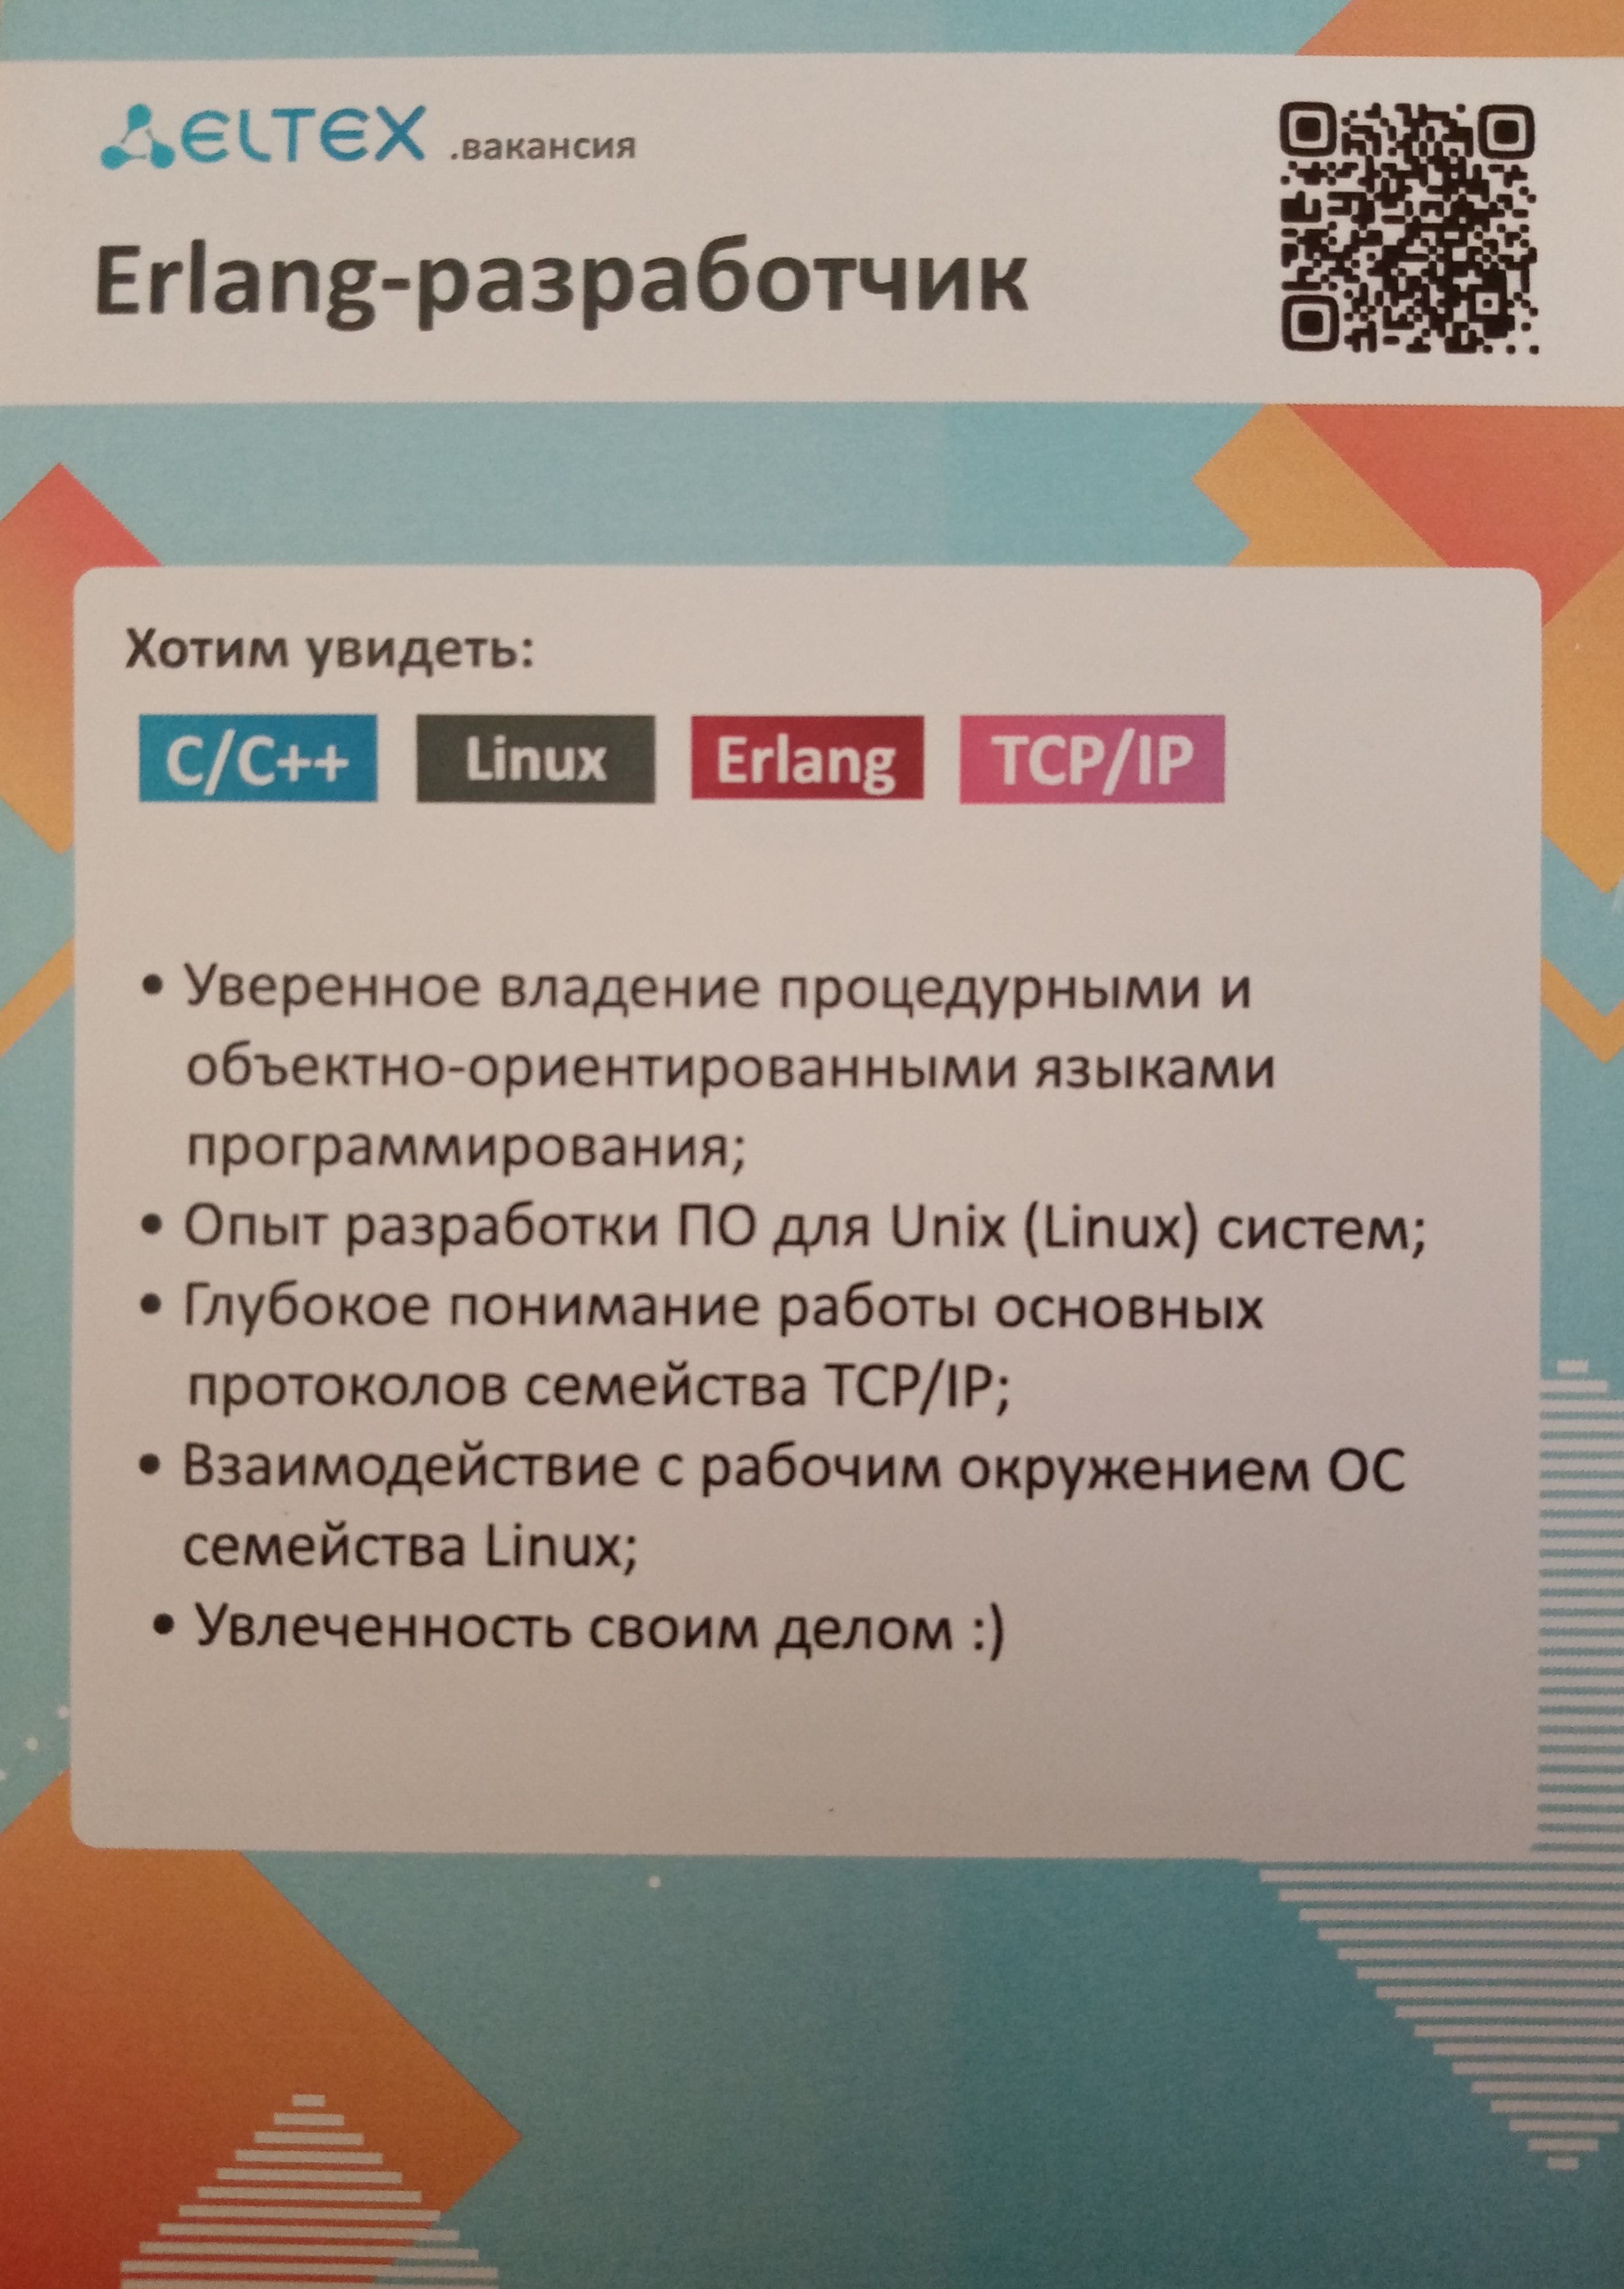 ELTEX .вакансия
Erlang-разработчик
Хотим увидеть:
C/C++ Linux Erlang TCP/IP
• Уверенное владение процедурными и
объектно-ориентированными языками
программирования;
• Опыт разработки ПО для Unix (Linux) систем;
• Глубокое понимание работы основных
протоколов семейства TCP/IP;
• Взаимодействие с рабочим окружением ОС
семейства Linux;
• Увлеченность своим делом :)